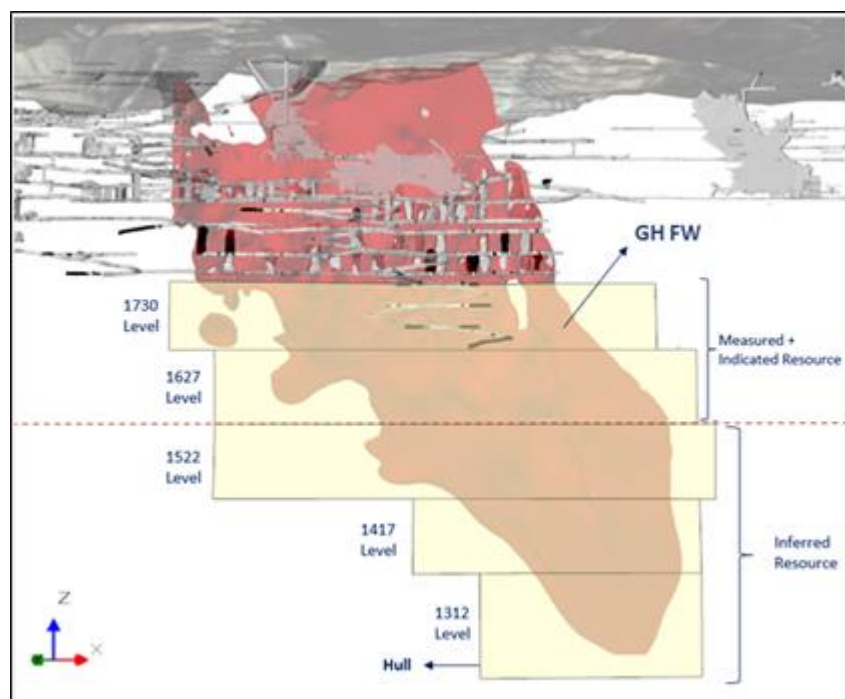 GH FW
1730
Level
Measured +
Indicated Resource
1627
Level
1522
Level
1417
Level
Inferred
Resource
1312
Level
Hull
Z
X